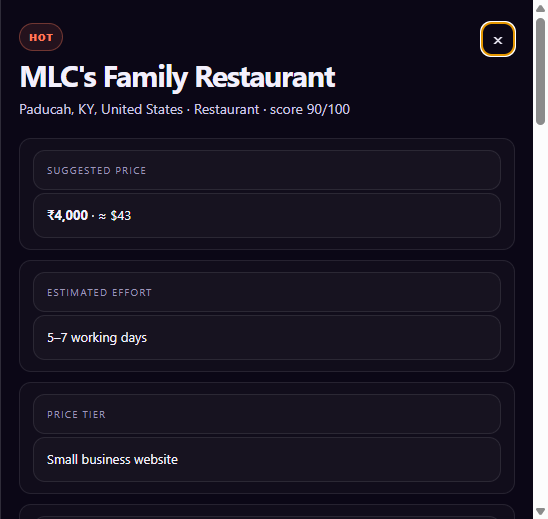 HOT
×
MLC's Family Restaurant
Paducah, KY, United States · Restaurant · score 90/100
SUGGESTED PRICE
₹4,000 · ≈ $43
ESTIMATED EFFORT
5–7 working days
PRICE TIER
Small business website